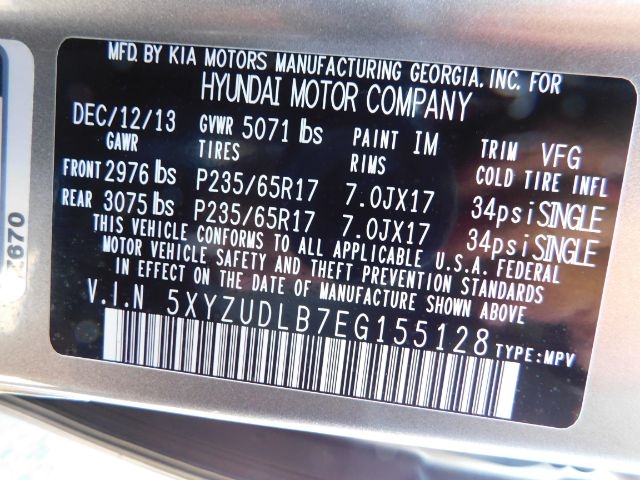 MFD. BY KIA MOTORS MANUFACTURING GEORGIA. INC. FOR
HYUNDAI MOTOR COMPANY
DEC/12/13 GVWR 5071 lbs PAINT IM TRIM VFG
GAWR TIRES RIMS COLD TIRE INFL
FRONT 2976 lbs P235/65R17 7.0JX17 34psi SINGLE
REAR 3075 lbs P235/65R17 7.0JX17 34psi SINGLE
THIS VEHICLE CONFORMS TO ALL APPLICABLE U.S.A. FEDERAL
MOTOR VEHICLE SAFETY AND THEFT PREVENTION STANDARDS
IN EFFECT ON THE DATE OF MANUFACTURE SHOWN ABOVE
V.I.N 5XYZUDLB7EG155128 TYPE:MPV